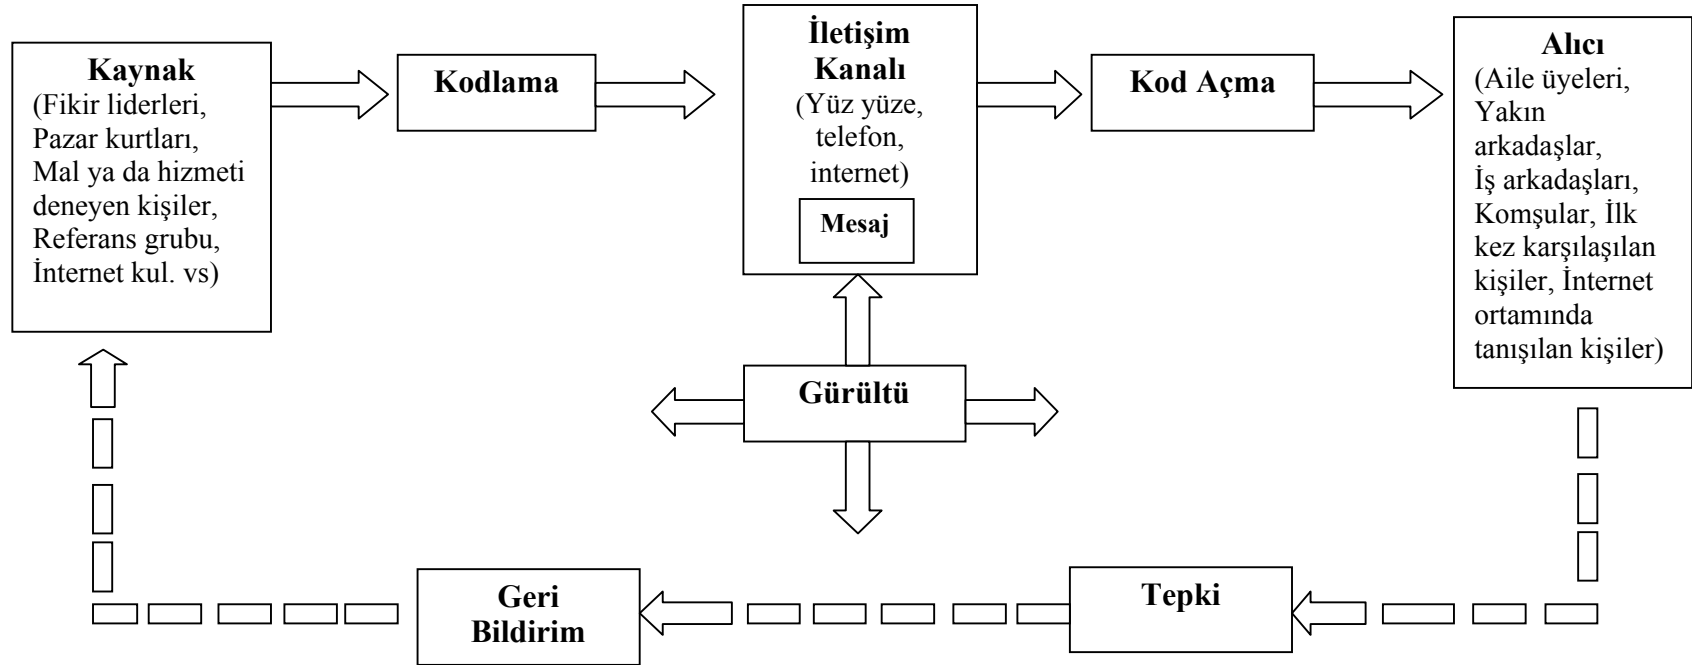 Kaynak
(Fikir liderleri,
Pazar kurtları,
Mal ya da hizmeti
deneyen kişiler,
Referans grubu,
İnternet kul. vs)
Kodlama
İletişim
Kanalı
(Yüz yüze,
telefon,
internet)
Mesaj
Kod Açma
Alıcı
(Aile üyeleri,
Yakın
arkadaşlar,
İş arkadaşları,
Komşular, İlk
kez karşılaşılan
kişiler, İnternet
ortamında
tanışılan kişiler)
Gürültü
Geri
Bildirim
Tepki